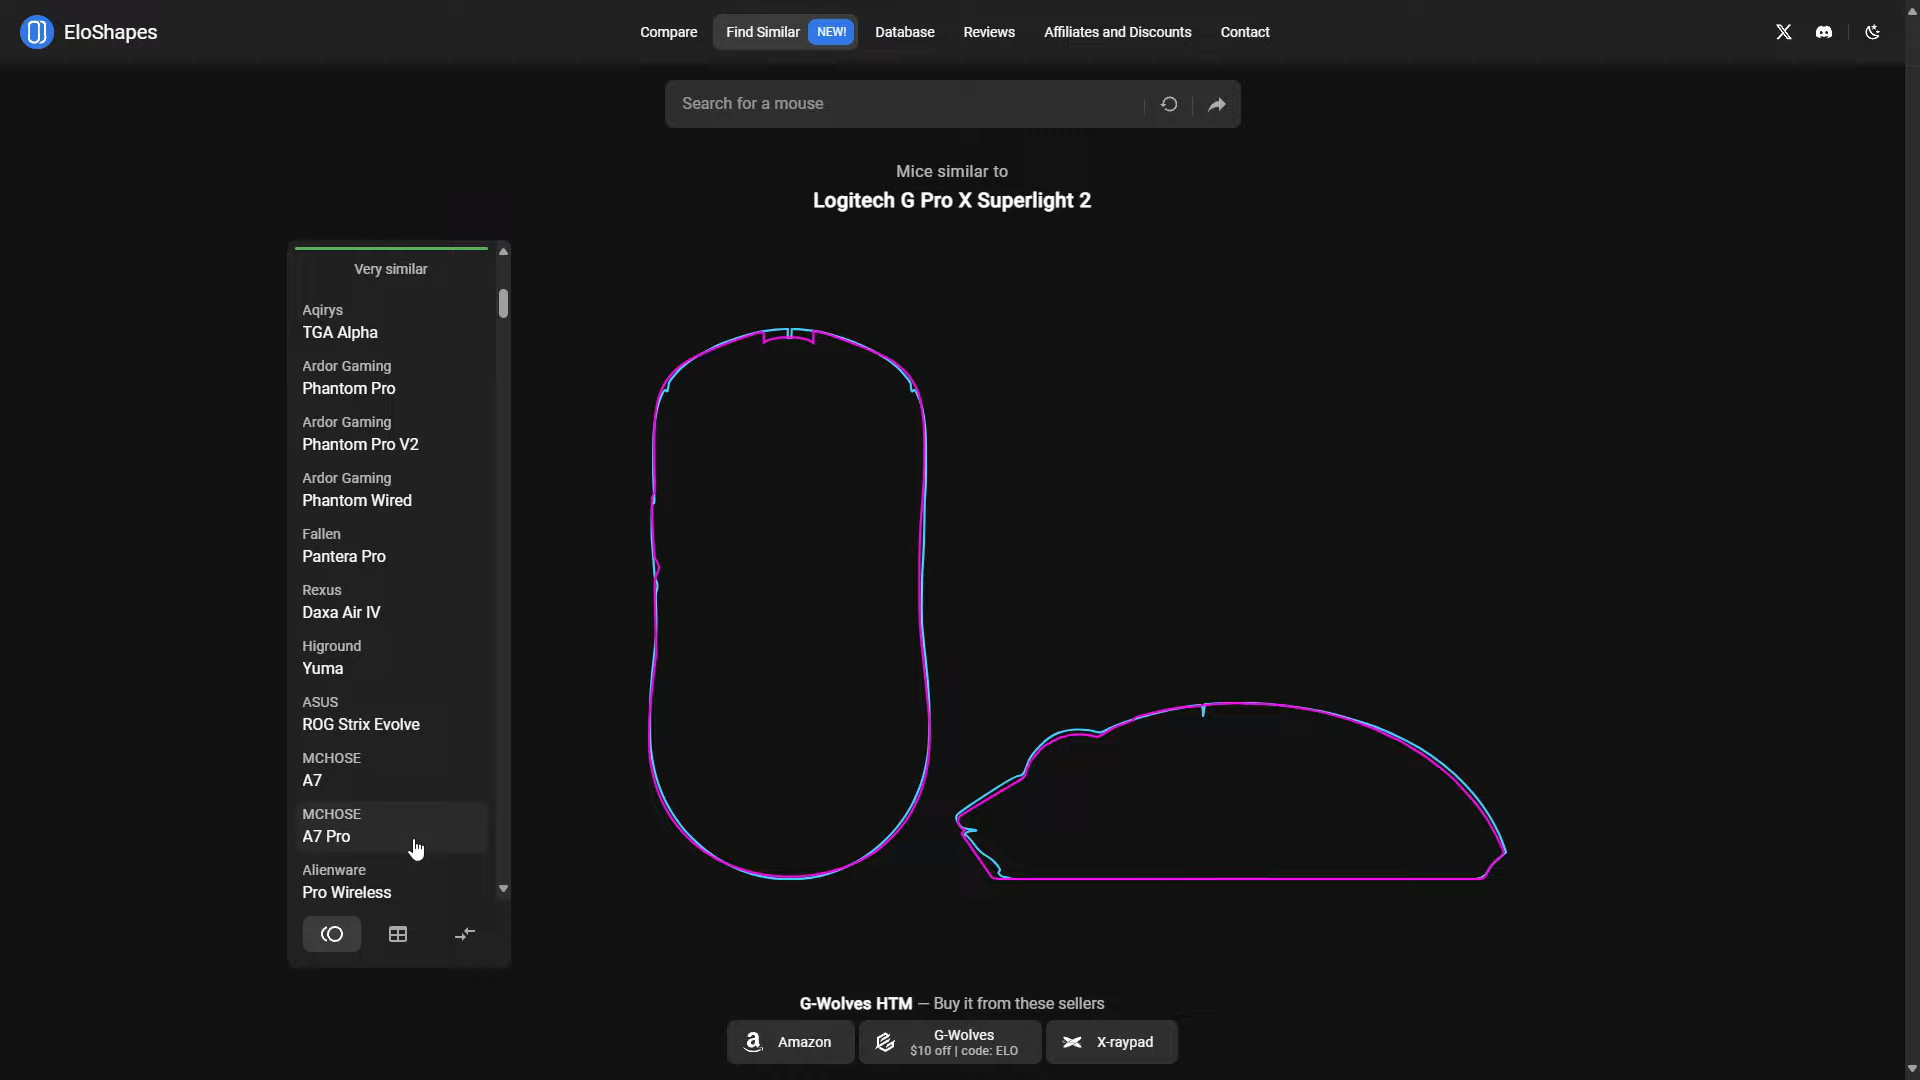 EloShapes
Compare
Find Similar NEW!
Database
Reviews
Affiliates and Discounts
Contact
Search for a mouse
Mice similar to
Logitech G Pro X Superlight 2
Very similar
Aqirys
TGA Alpha
Ardor Gaming
Phantom Pro
Ardor Gaming
Phantom Pro V2
Ardor Gaming
Phantom Wired
Fallen
Pantera Pro
Rexus
Daxa Air IV
Higround
Yuma
ASUS
ROG Strix Evolve
MCHOSE
A7
MCHOSE
A7 Pro
Alienware
Pro Wireless
G-Wolves HTM — Buy it from these sellers
Amazon
G-Wolves
$10 off | code: ELO
X-raypad